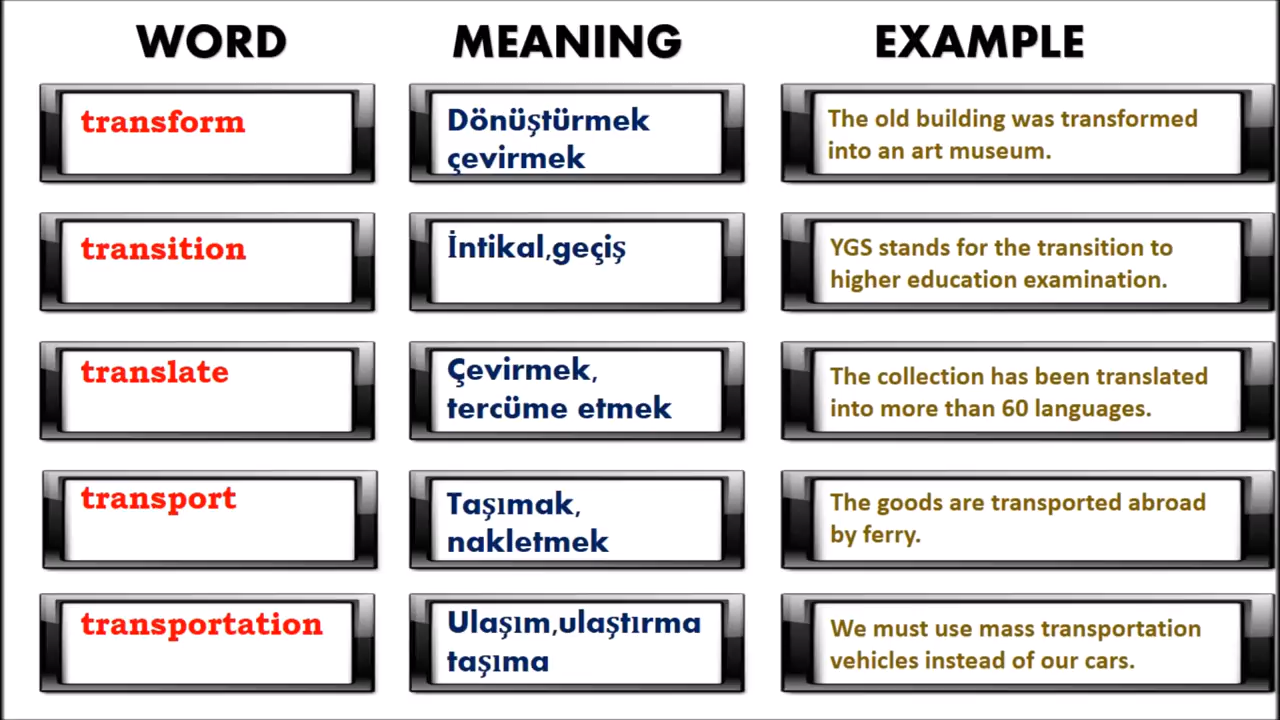 WORD MEANING EXAMPLE
transform
Dönüştürmek
çevirmek
The old building was transformed
into an art museum.
transition
İntikal,geçiş
YGS stands for the transition to
higher education examination.
translate
Çevirmek,
tercüme etmek
The collection has been translated
into more than 60 languages.
transport
Taşımak,
nakletmek
The goods are transported abroad
by ferry.
transportation
Ulaşım,ulaştırma
taşıma
We must use mass transportation
vehicles instead of our cars.